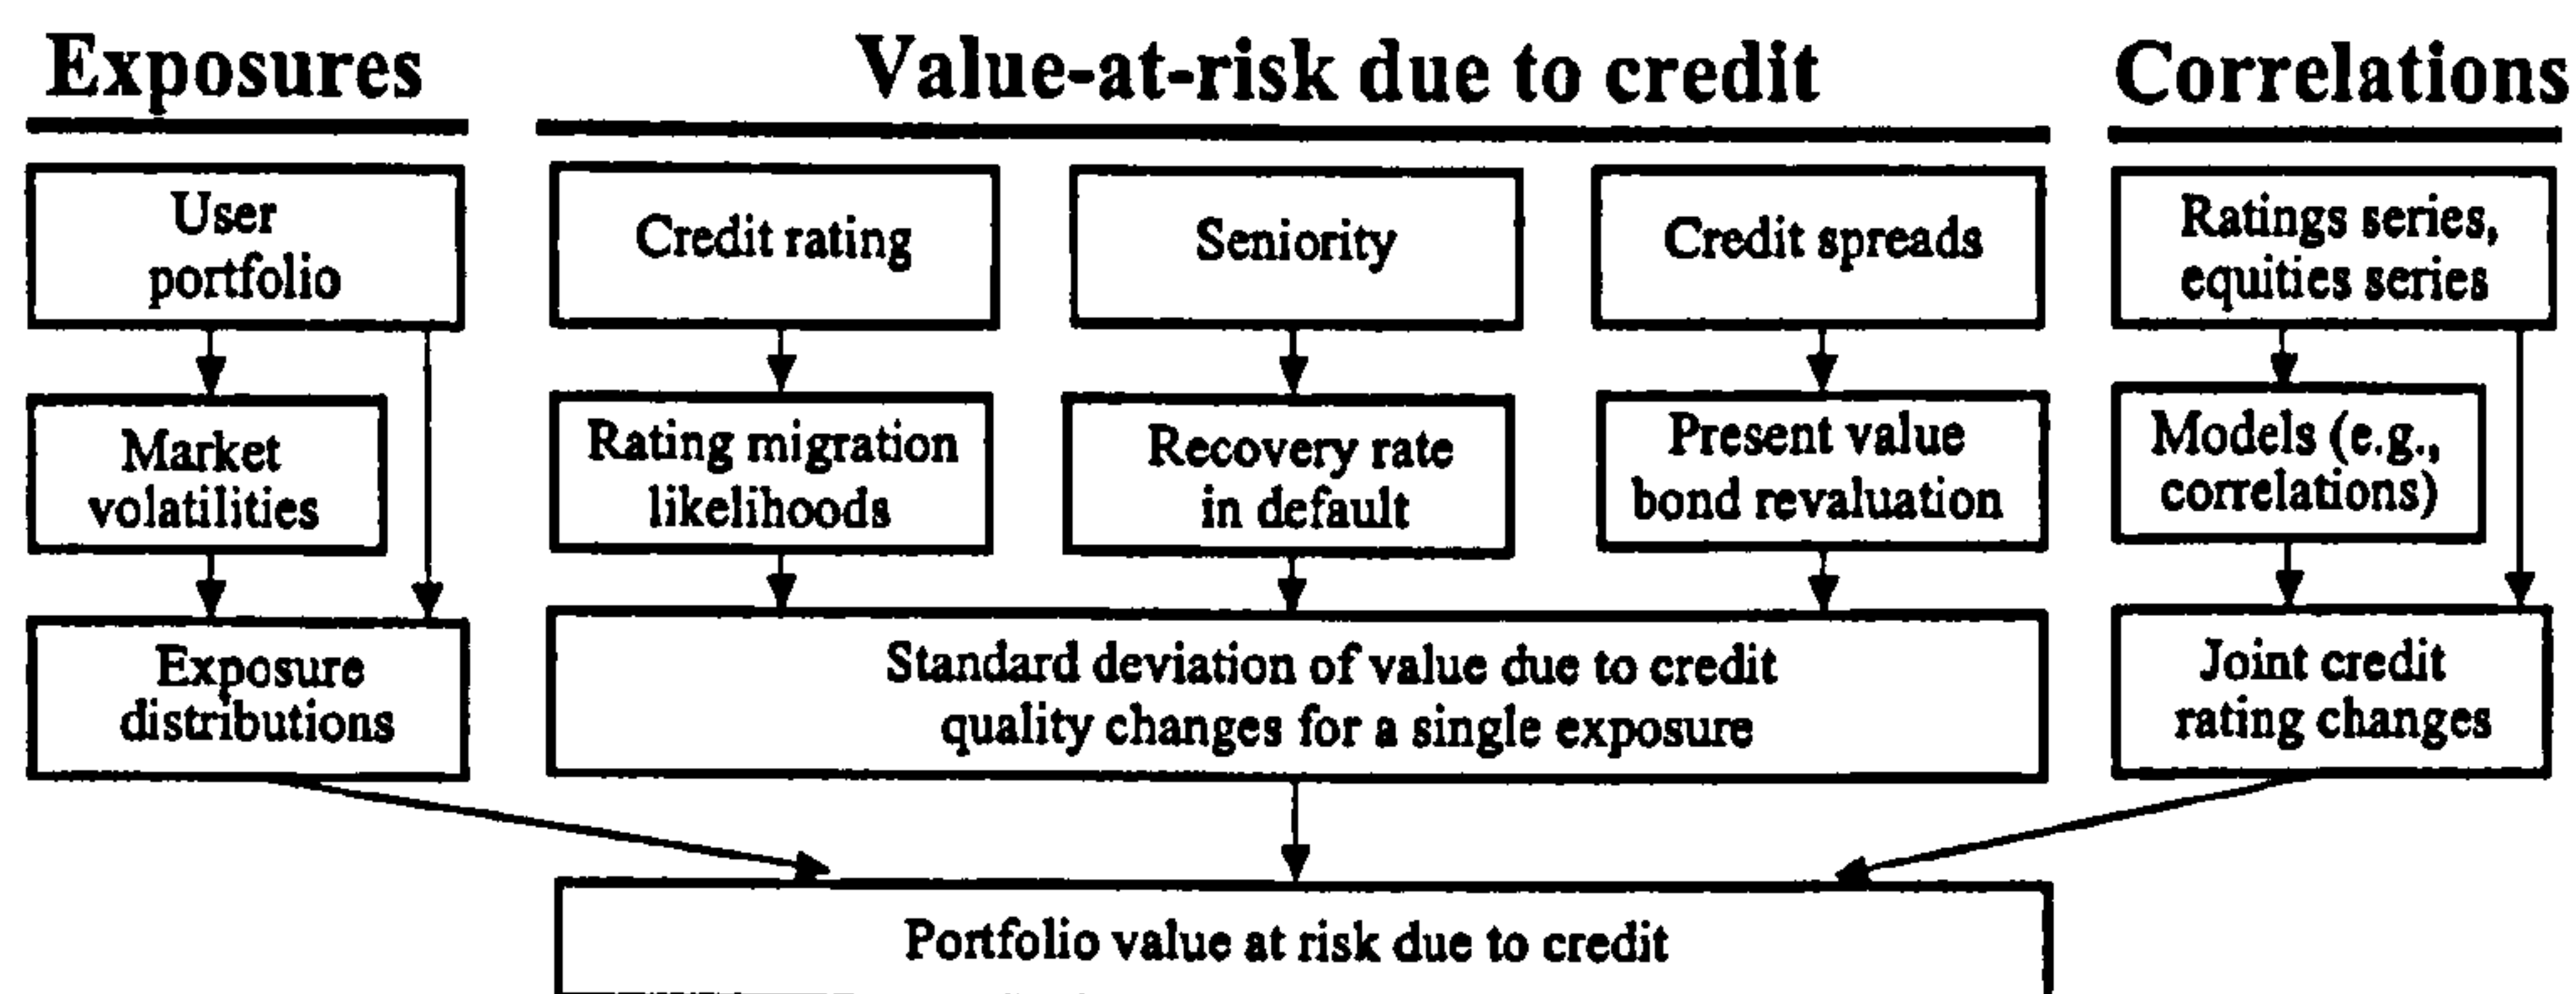 Exposures
Value-at-risk due to credit
Correlations
User
portfolio
Credit rating
Seniority
Credit spreads
Ratings series,
equities series
Market
volatilities
Rating migration
likelihoods
Recovery rate
in default
Present value
bond revaluation
Models (e.g.,
correlations)
Exposure
distributions
Standard deviation of value due to credit
quality changes for a single exposure
Joint credit
rating changes
Portfolio value at risk due to credit